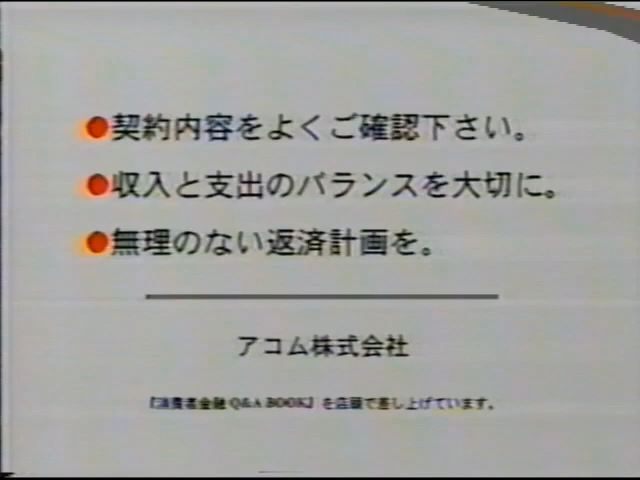 ●契約内容をよくご確認下さい。
●収入と支出のバランスを大切に。
●無理のない返済計画を。
アコム株式会社
『消費者金融Q&A BOOK』を店頭で差し上げています。